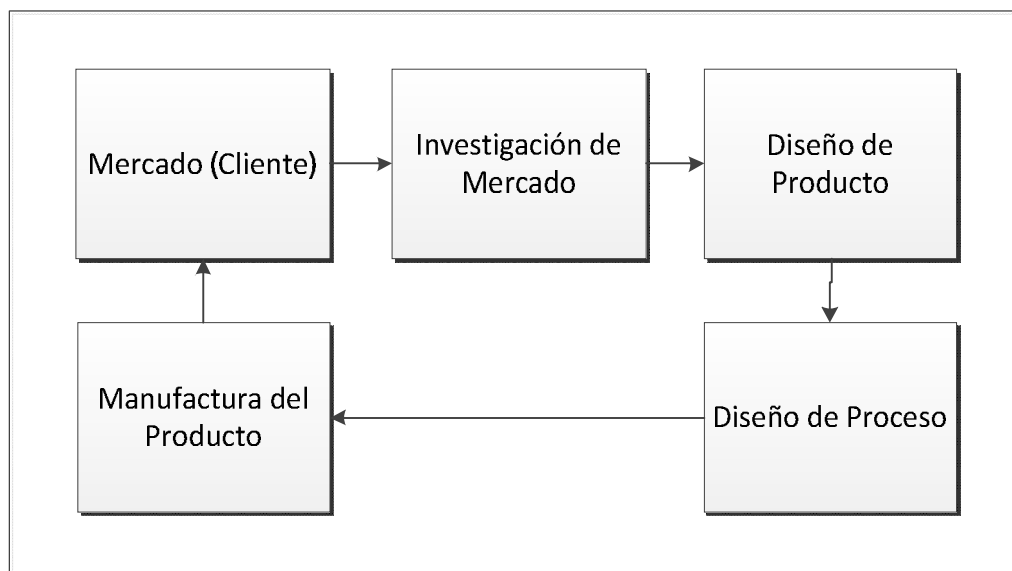 Mercado (Cliente)
Investigación de
Mercado
Diseño de
Producto
Manufactura del
Producto
Diseño de Proceso